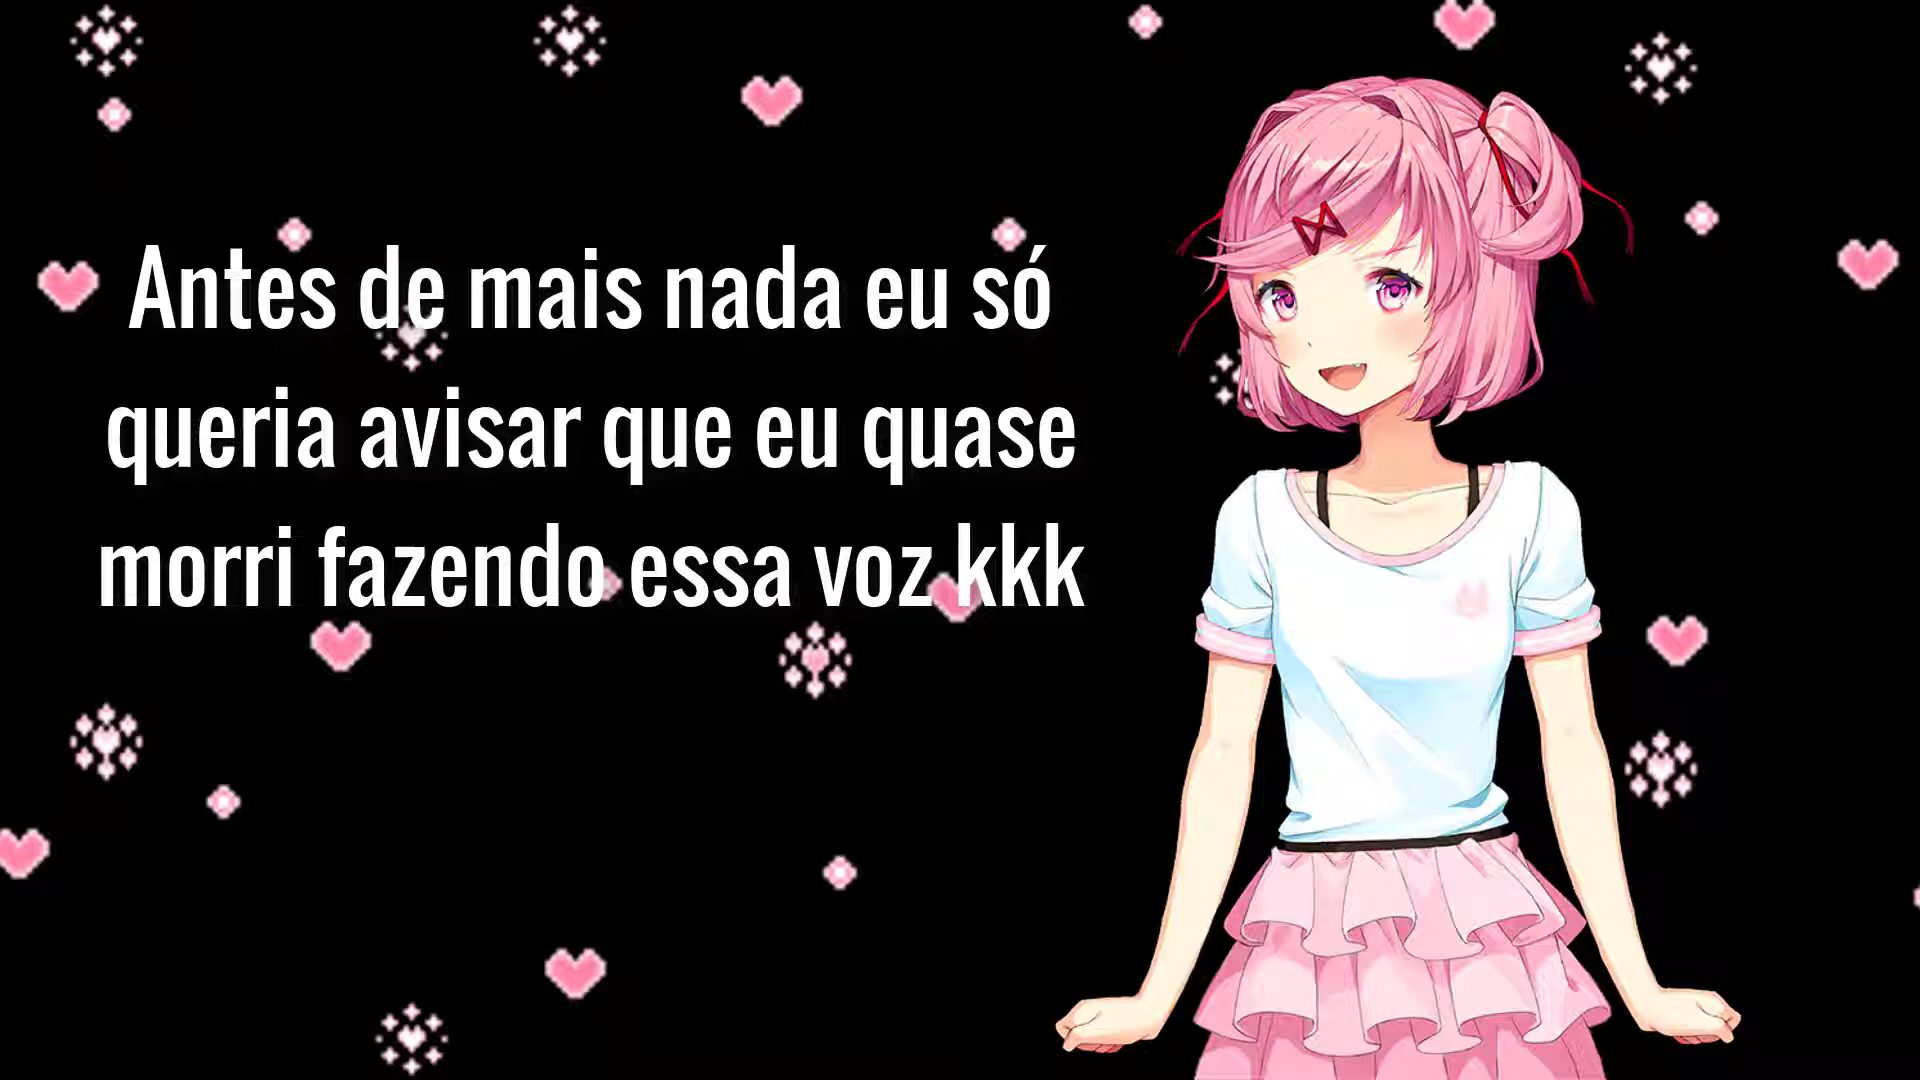 Antes de mais nada eu só
queria avisar que eu quase
morri fazendo essa voz kkk